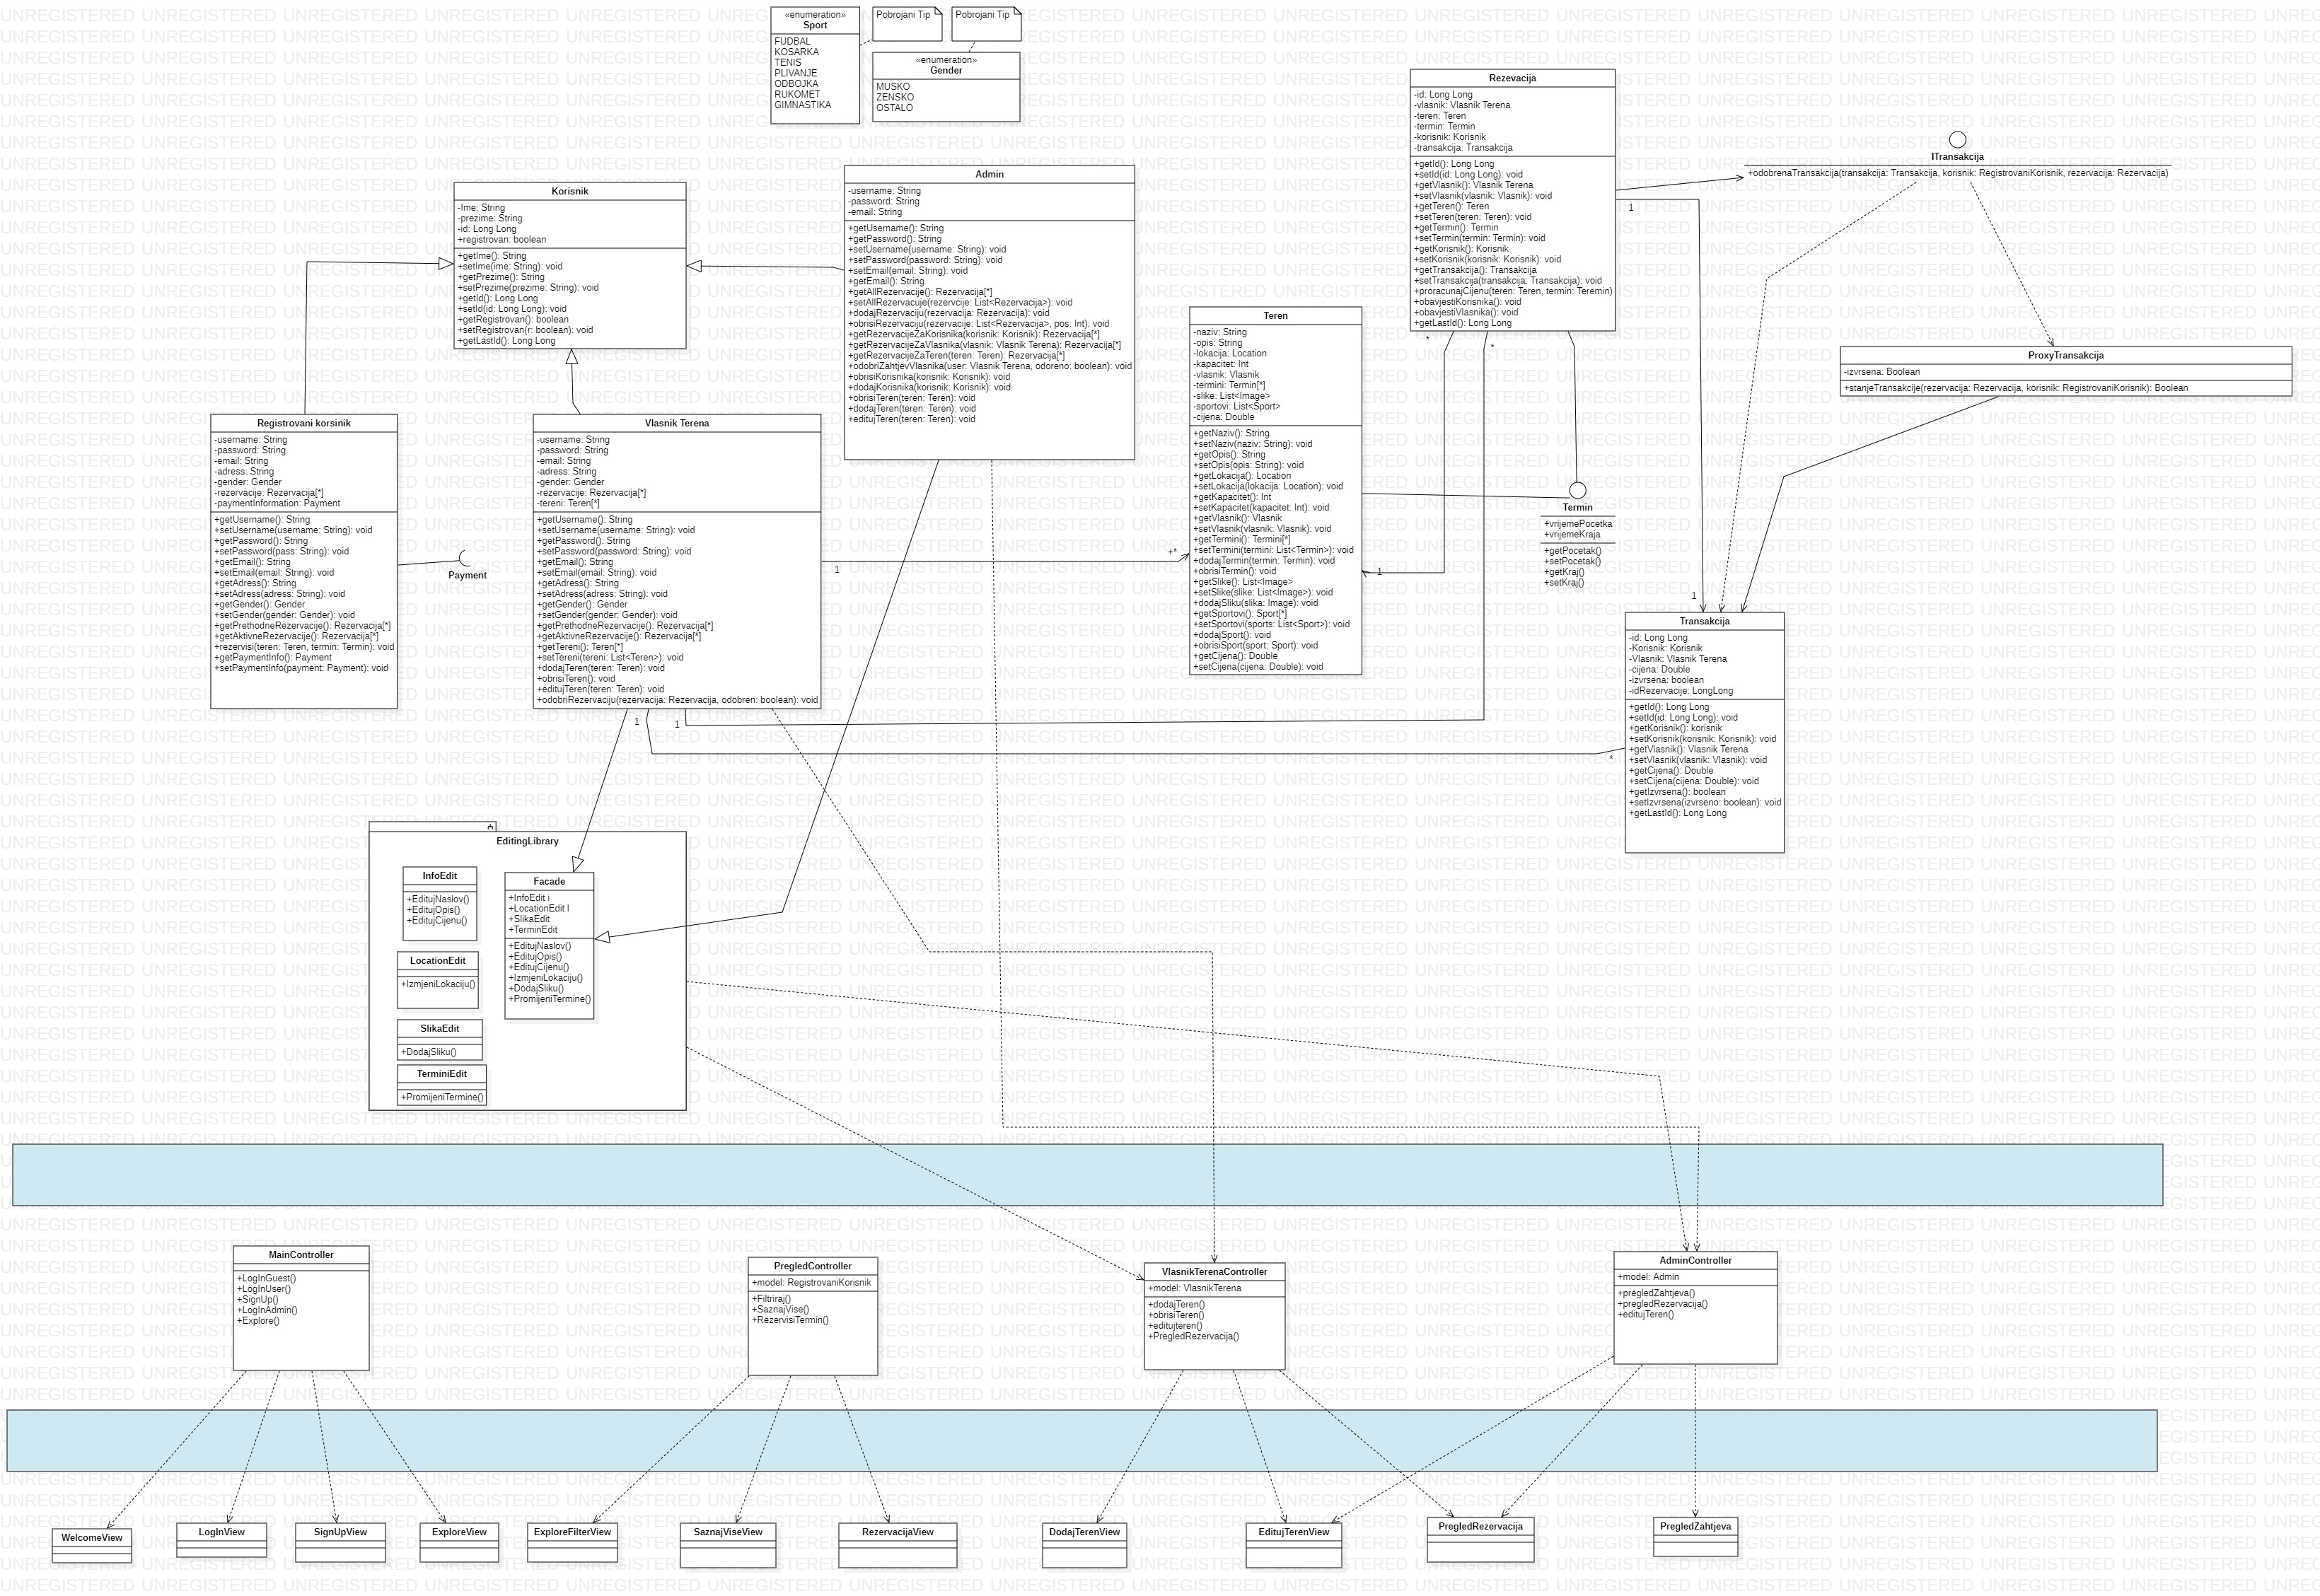 «enumeration»
Sport
FUDBAL
KOSARKA
TENIS
PLIVANJE
ODBOJKA
RUKOMET
GIMNASTIKA
Pobrojani Tip
Pobrojani Tip
«enumeration»
Gender
MUSKO
ZENSKO
OSTALO
Rezevacija
-id: Long Long
-vlasnik: Vlasnik Terena
-teren: Teren
-termin: Termin
-korisnik: Korisnik
-transakcija: Transakcija
+getId(): Long Long
+setId(id: Long Long): void
+getVlasnik(): Vlasnik Terena
+setVlasnik(vlasnik: Vlasnik): void
+getTeren(): Teren
+setTeren(teren: Teren): void
+getTermin(): Termin
+setTermin(termin: Termin): void
+getKorisnik(): Korisnik
+setKorisnik(korisnik: Korisnik): void
+getTransakcija(): Transakcija
+setTransakcija(transakcija: Transakcija): void
+proracunajCijenu(teren: Teren, termin: Teremin)
+obavjestiKorisnika(): void
+obavjestiVlasnika(): void
+getLastId(): Long Long
ITransakcija
+odobrenaTransakcija(transakcija: Transakcija, korisnik: RegistrovaniKorisnik, rezervacija: Rezervacija)
1
ProxyTransakcija
-izvrsena: Boolean
+stanjeTransakcije(rezervacija: Rezervacija, korisnik: RegistrovaniKorisnik): Boolean
Korisnik
-Ime: String
-prezime: String
-id: Long Long
+registrovan: boolean
+getIme(): String
+setIme(ime: String): void
+getPrezime(): String
+setPrezime(prezime: String): void
+getId(): Long Long
+setId(id: Long Long): void
+getRegistrovan(): boolean
+setRegistrovan(r: boolean): void
+getLastId(): Long Long
Admin
-username: String
-password: String
-email: String
+getUsername(): String
+getPassword(): String
+setUsername(username: String): void
+setPassword(password: String): void
+setEmail(email: String): void
+getEmail(): String
+getAllRezervacije(): Rezervacija[*]
+setAllRezervacuje(rezervcije: List<Rezervacija>): void
+dodajRezervaciju(rezervacija: Rezervacija): void
+obrisiRezervaciju(rezervacije: List<Rezervacija>, pos: Int): void
+getRezervacijeZaKorisnika(korisnik: Korisnik): Rezervacija[*]
+getRezervacijeZaVlasnika(vlasnik: Vlasnik Terena): Rezervacija[*]
+getRezervacijeZaTeren(teren: Teren): Rezervacija[*]
+odobriZahtjevVlasnika(user: Vlasnik Terena, odoreno: boolean): void
+obrisiKorisnika(korisnik: Korisnik): void
+dodajKorisnika(korisnik: Korisnik): void
+obrisiTeren(teren: Teren): void
+dodajTeren(teren: Teren): void
+editujTeren(teren: Teren): void
Teren
-naziv: String
-opis: String
-lokacija: Location
-kapacitet: Int
-vlasnik: Vlasnik
-termini: Termin[*]
-slike: List<Image>
-sportovi: List<Sport>
-cijena: Double
+getNaziv(): String
+setNaziv(naziv: String): void
+getOpis(): String
+setOpis(opis: String): void
+getLokacija(): Location
+setLokacija(lokacija: Location): void
+getKapacitet(): Int
+setKapacitet(kapacitet: Int): void
+getVlasnik(): Vlasnik
+setVlasnik(vlasnik: Vlasnik): void
+getTermini(): Termini[*]
+setTermini(termini: List<Termin>): void
+dodajTermin(termin: Termin): void
+obrisiTermin(): void
+getSlike(): List<Image>
+setSlike(slike: List<Image>): void
+dodajSliku(slika: Image): void
+getSportovi(): Sport[*]
+setSportovi(sports: List<Sport>): void
+dodajSport(): void
+obrisiSport(sport: Sport): void
+getCijena(): Double
+setCijena(cijena: Double): void
*
*
1
+*
1
Termin
+vrijemePocetka
+vrijemeKraja
+getPocetak()
+setPocetak()
+getKraj()
+setKraj()
Registrovani korsinik
-username: String
-password: String
-email: String
-adress: String
-gender: Gender
-rezervacije: Rezervacija[*]
-paymentInformation: Payment
+getUsername(): String
+setUsername(username: String): void
+getPassword(): String
+setPassword(pass: String): void
+getEmail(): String
+setEmail(email: String): void
+getAdress(): String
+setAdress(adress: String): void
+getGender(): Gender
+setGender(gender: Gender): void
+getPrethodneRezervacije(): Rezervacija[*]
+getAktivneRezervacije(): Rezervacija[*]
+rezervisi(teren: Teren, termin: Termin): void
+getPaymentInfo(): Payment
+setPaymentInfo(payment: Payment): void
Payment
Vlasnik Terena
-username: String
-password: String
-email: String
-adress: String
-gender: Gender
-rezervacije: Rezervacija[*]
-tereni: Teren[*]
+getUsername(): String
+setUsername(username: String): void
+getPassword(): String
+setPassword(password: String): void
+getEmail(): String
+setEmail(email: String): void
+getAdress(): String
+setAdress(adress: String): void
+getGender(): Gender
+setGender(gender: Gender): void
+getPrethodneRezervacije(): Rezervacija[*]
+getAktivneRezervacije(): Rezervacija[*]
+getTereni(): Teren[*]
+setTereni(tereni: List<Teren>): void
+dodajTeren(teren: Teren): void
+obrisiTeren(): void
+editujTeren(teren: Teren): void
+odobriRezervaciju(rezervacija: Rezervacija, odobren: boolean): void
1
1
1
*
Transakcija
-id: Long Long
-Korisnik: Korisnik
-Vlasnik: Vlasnik Terena
-cijena: Double
-izvrsena: boolean
-idRezervacije: LongLong
+getId(): Long Long
+setId(id: Long Long): void
+getKorisnik(): korisnik
+setKorisnik(korisnik: Korisnik): void
+getVlasnik(): Vlasnik Terena
+setVlasnik(vlasnik: Vlasnik): void
+getCijena(): Double
+setCijena(cijena: Double): void
+getIzvrsena(): boolean
+setIzvrsena(izvrseno: boolean): void
+getLastId(): Long Long
EditingLibrary
InfoEdit
+EditujNaslov()
+EditujOpis()
+EditujCijenu()
LocationEdit
+IzmjeniLokaciju()
SlikaEdit
+DodajSliku()
TerminiEdit
+PromijeniTermine()
Facade
+InfoEdit i
+LocationEdit l
+SlikaEdit
+TerminEdit
+EditujNaslov()
+EditujOpis()
+EditujCijenu()
+IzmjeniLokaciju()
+DodajSliku()
+PromijeniTermine()
MainController
+LogInGuest()
+LogInUser()
+SignUp()
+LogInAdmin()
+Explore()
PregledController
+model: RegistrovaniKorisnik
+Filtriraj()
+SaznajVise()
+RezervisiTermin()
VlasnikTerenaController
+model: VlasnikTerena
+dodajTeren()
+obrisiTeren()
+editujteren()
+PregledRezervacija()
AdminController
+model: Admin
+pregledZahtjeva()
+pregledRezervacija()
+editujTeren()
WelcomeView
LogInView
SignUpView
ExploreView
ExploreFilterView
SaznajViseView
RezervacijaView
DodajTerenView
EditujTerenView
PregledRezervacija
PregledZahtjeva